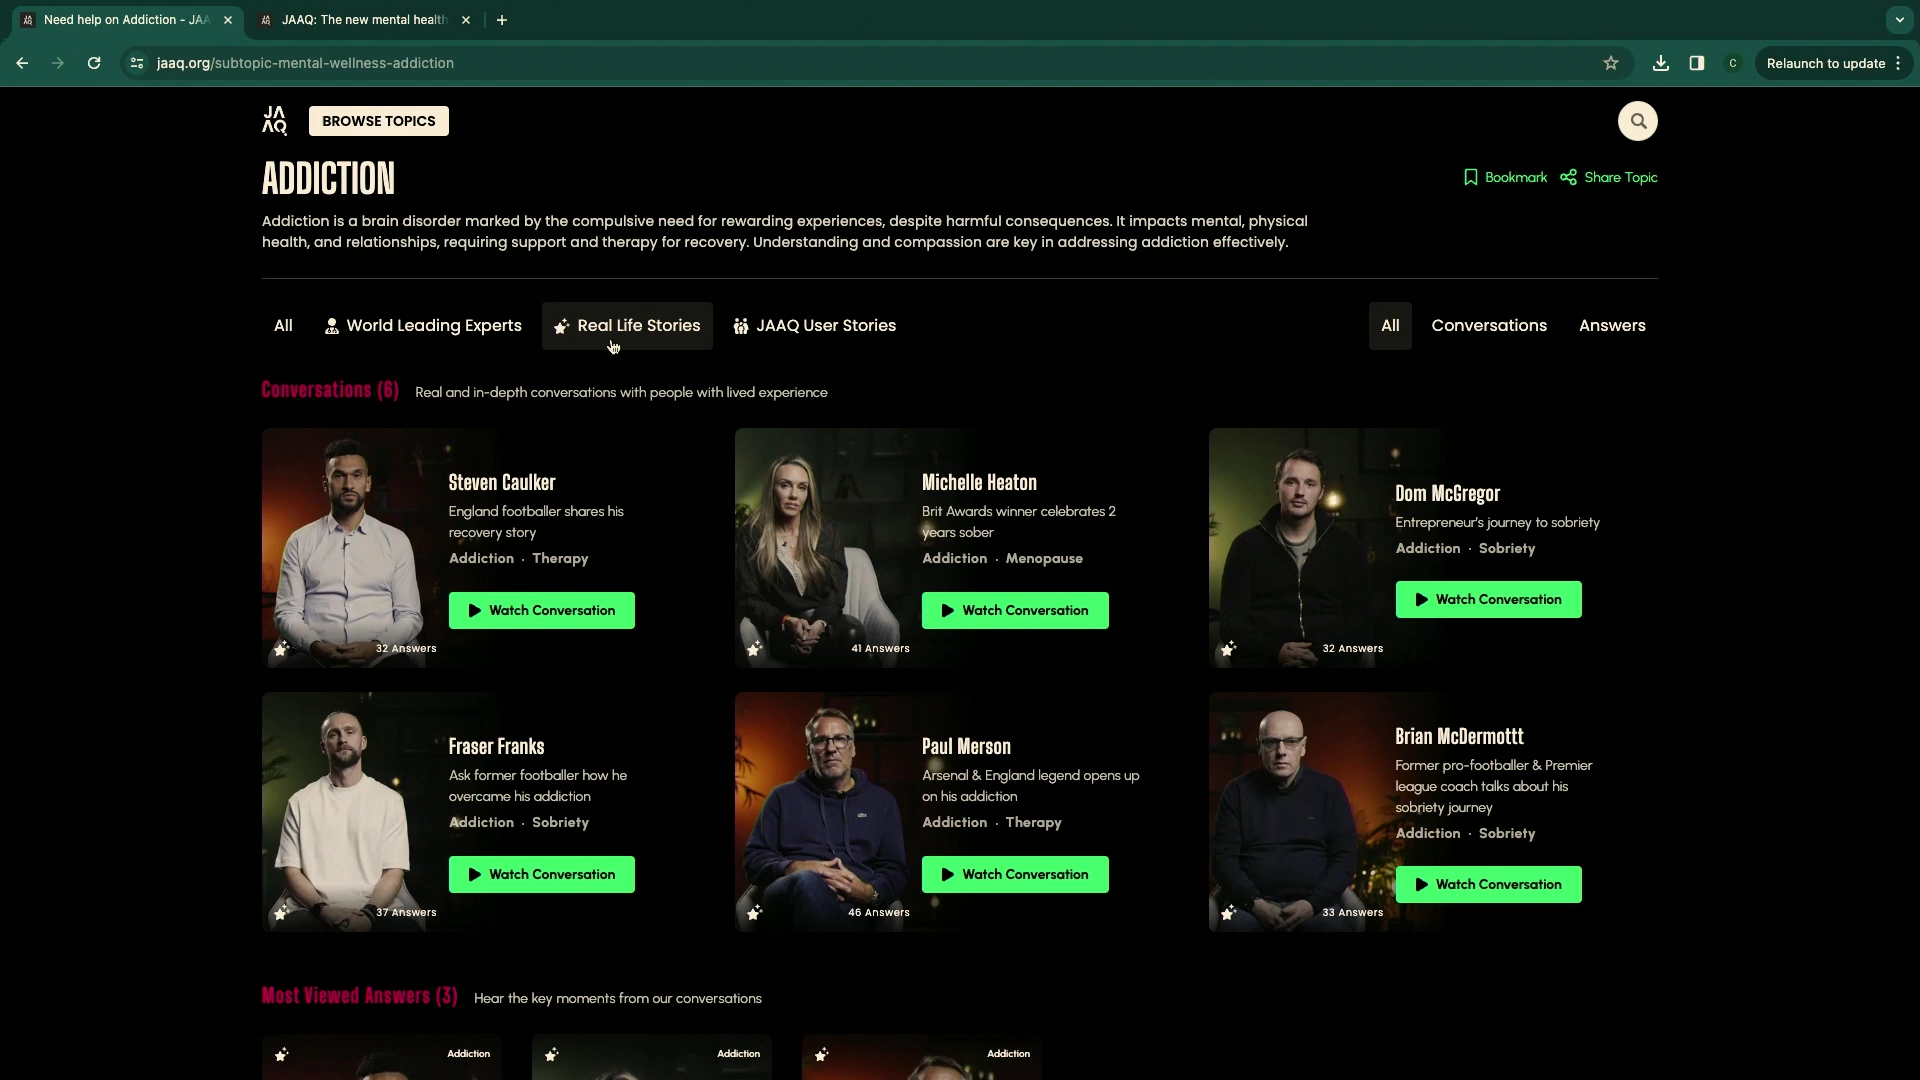 Need help on Addiction - JAA
JAAQ: The new mental health
jaaq.org/subtopic-mental-wellness-addiction
C
Relaunch to update
JA
AQ.
BROWSE TOPICS
ADDICTION
Bookmark
Share Topic
Addiction is a brain disorder marked by the compulsive need for rewarding experiences, despite harmful consequences. It impacts mental, physical
health, and relationships, requiring support and therapy for recovery. Understanding and compassion are key in addressing addiction effectively.
All
World Leading Experts
Real Life Stories
JAAQ User Stories
All
Conversations
Answers
Conversations (6)
Real and in-depth conversations with people with lived experience
Steven Caulker
England footballer shares his
recovery story
Addiction · Therapy
Watch Conversation
32 Answers
Michelle Heaton
Brit Awards winner celebrates 2
years sober
Addiction · Menopause
Watch Conversation
41 Answers
Dom McGregor
Entrepreneur's journey to sobriety
Addiction · Sobriety
Watch Conversation
32 Answers
Fraser Franks
Ask former footballer how he
overcame his addiction
Addiction · Sobriety
Watch Conversation
37 Answers
Paul Merson
Arsenal & England legend opens up
on his addiction
Addiction · Therapy
Watch Conversation
46 Answers
Brian McDermottt
Former pro-footballer & Premier
league coach talks about his
sobriety journey
Addiction · Sobriety
Watch Conversation
33 Answers
Most Viewed Answers (3)
Hear the key moments from our conversations
Addiction
Addiction
Addiction